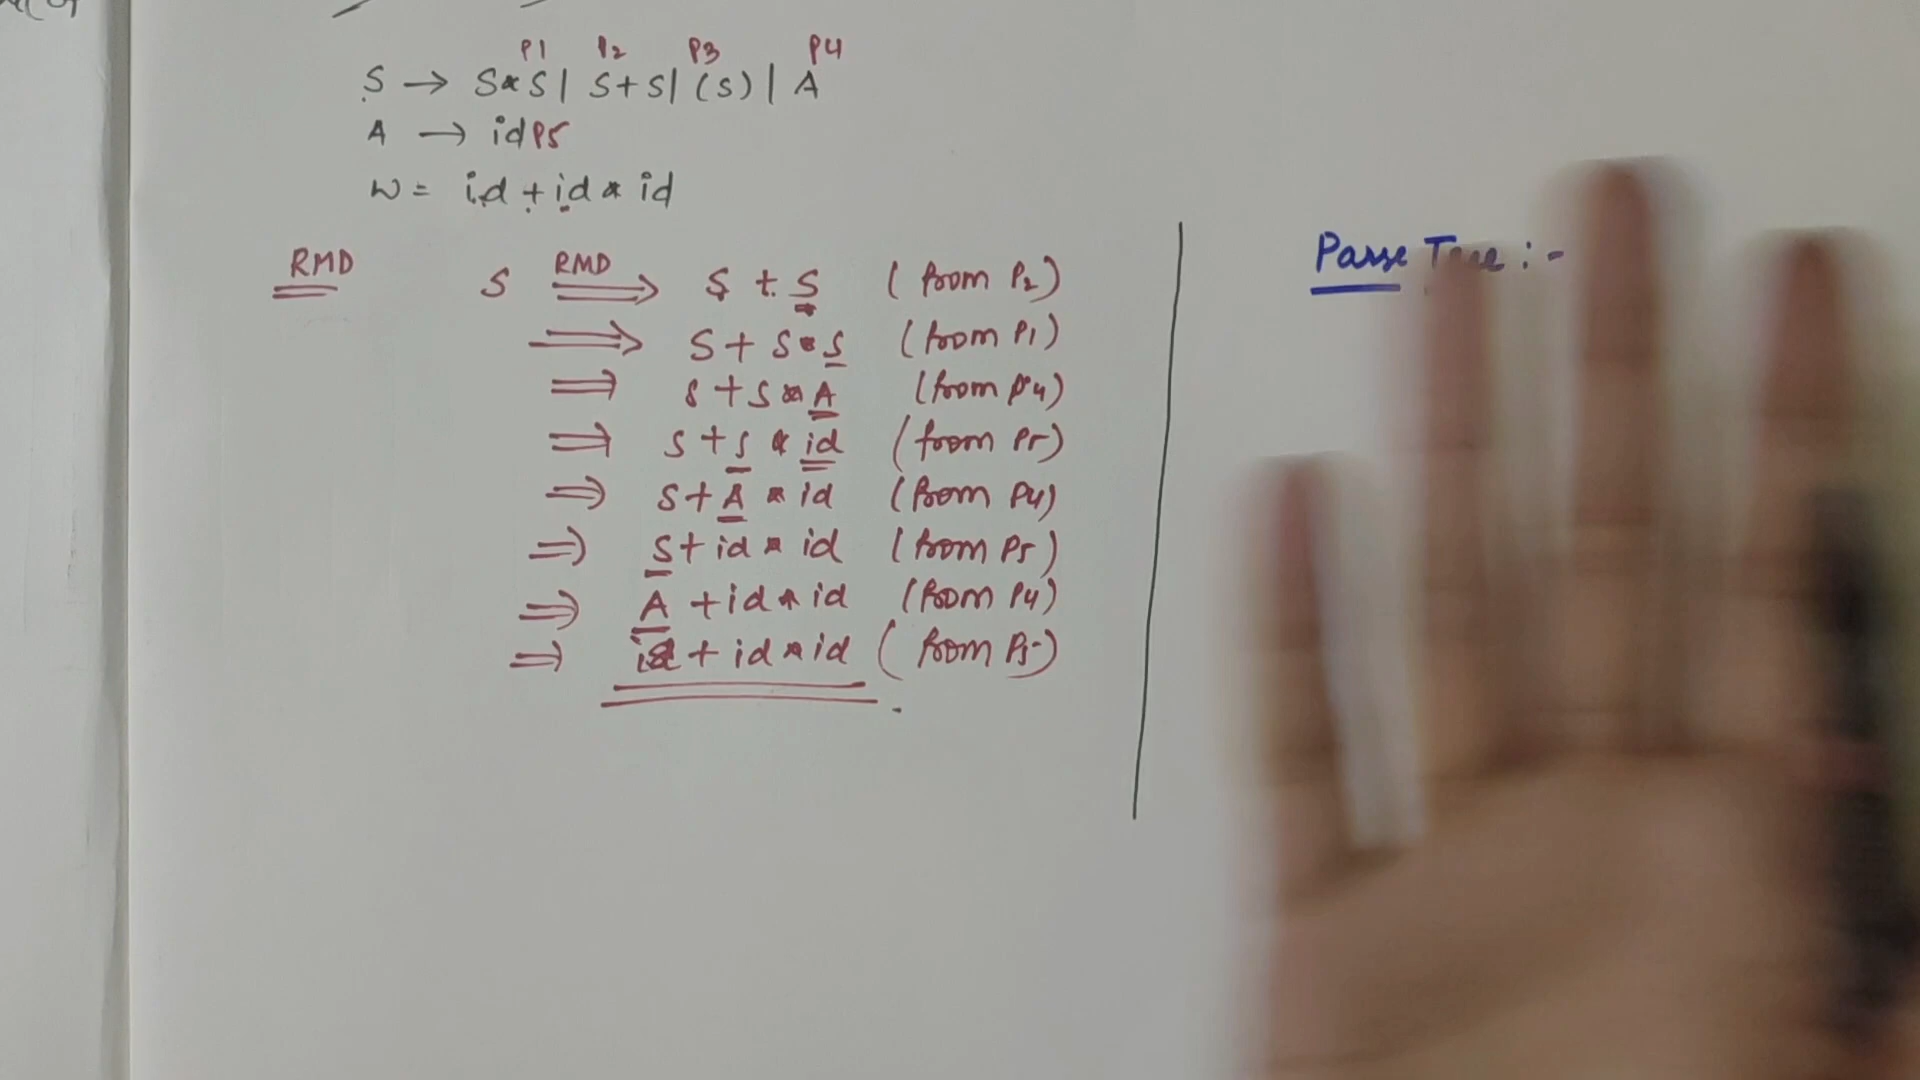 P1 P2 P3 P4
S → S*S | S+S | (S) | A
A → id P5
W = id + id * id
RMD
S RMD ⟹ S + S (from P2)
⟹ S + S * S (from P1)
⟹ S + S * A (from P4)
⟹ S + S * id (from P5)
⟹ S + A * id (from P4)
⟹ S + id * id (from P5)
⟹ A + id * id (from P4)
⟹ id + id * id (from P5)
Parse Tree :-